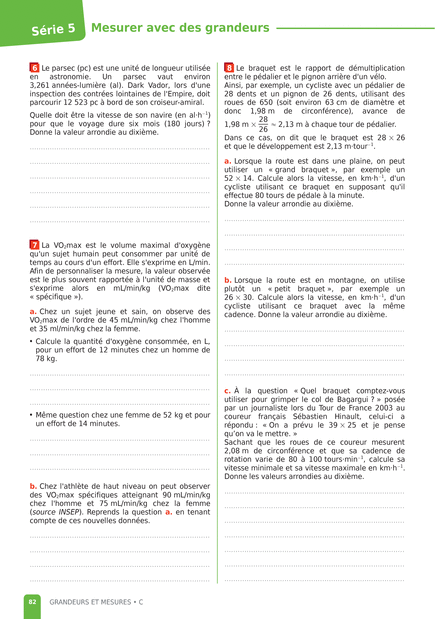 Série 5
Mesurer avec des grandeurs
6 Le parsec (pc) est une unité de longueur utilisée
en astronomie. Un parsec vaut environ
3,261 années-lumière (al). Dark Vador, lors d'une
inspection des contrées lointaines de l'Empire, doit
parcourir 12 523 pc à bord de son croiseur-amiral.
Quelle doit être la vitesse de son navire (en al·h⁻¹)
pour que le voyage dure six mois (180 jours) ?
Donne la valeur arrondie au dixième.
7 La VO₂max est le volume maximal d'oxygène
qu'un sujet humain peut consommer par unité de
temps au cours d'un effort. Elle s'exprime en L/min.
Afin de personnaliser la mesure, la valeur observée
est le plus souvent rapportée à l'unité de masse et
s'exprime alors en mL/min/kg (VO₂max dite
« spécifique »).
a. Chez un sujet jeune et sain, on observe des
VO₂max de l'ordre de 45 mL/min/kg chez l'homme
et 35 ml/min/kg chez la femme.
• Calcule la quantité d'oxygène consommée, en L,
pour un effort de 12 minutes chez un homme de
78 kg.
• Même question chez une femme de 52 kg et pour
un effort de 14 minutes.
b. Chez l'athlète de haut niveau on peut observer
des VO₂max spécifiques atteignant 90 mL/min/kg
chez l'homme et 75 mL/min/kg chez la femme
(source INSEP). Reprends la question a. en tenant
compte de ces nouvelles données.
8 Le braquet est le rapport de démultiplication
entre le pédalier et le pignon arrière d'un vélo.
Ainsi, par exemple, un cycliste avec un pédalier de
28 dents et un pignon de 26 dents, utilisant des
roues de 650 (soit environ 63 cm de diamètre et
donc 1,98 m de circonférence), avance de
1,98 m × 28/26 ≈ 2,13 m à chaque tour de pédalier.
Dans ce cas, on dit que le braquet est 28 × 26
et que le développement est 2,13 m·tour⁻¹.
a. Lorsque la route est dans une plaine, on peut
utiliser un « grand braquet », par exemple un
52 × 14. Calcule alors la vitesse, en km·h⁻¹, d'un
cycliste utilisant ce braquet en supposant qu'il
effectue 80 tours de pédale à la minute.
Donne la valeur arrondie au dixième.
b. Lorsque la route est en montagne, on utilise
plutôt un « petit braquet », par exemple un
26 × 30. Calcule alors la vitesse, en km·h⁻¹, d'un
cycliste utilisant ce braquet avec la même
cadence. Donne la valeur arrondie au dixième.
c. À la question « Quel braquet comptez-vous
utiliser pour grimper le col de Bagargui ? » posée
par un journaliste lors du Tour de France 2003 au
coureur français Sébastien Hinault, celui-ci a
répondu : « On a prévu le 39 × 25 et je pense
qu'on va le mettre. »
Sachant que les roues de ce coureur mesurent
2,08 m de circonférence et que sa cadence de
rotation varie de 80 à 100 tours·min⁻¹, calcule sa
vitesse minimale et sa vitesse maximale en km·h⁻¹.
Donne les valeurs arrondies au dixième.
82 GRANDEURS ET MESURES • C